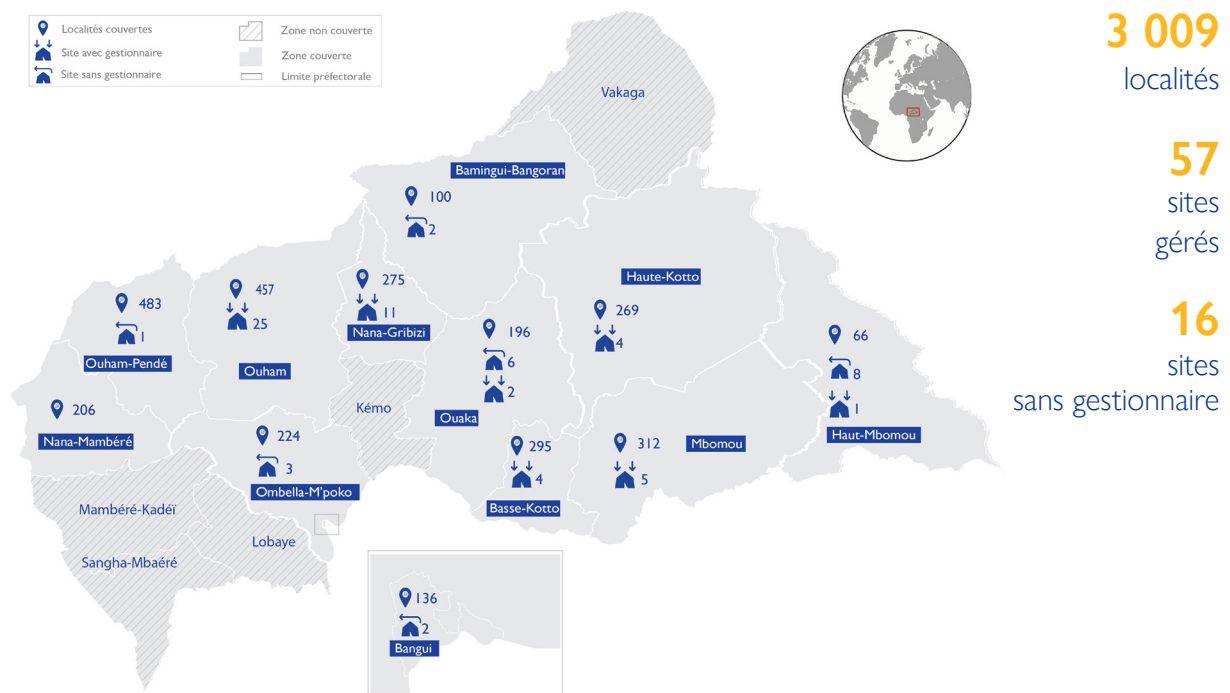 Localités couvertes
Site avec gestionnaire
Site sans gestionnaire
Zone non couverte
Zone couverte
Limite préfectorale
3 009
localités
57
sites
gérés
16
sites
sans gestionnaire
Vakaga
Bamingui-Bangoran
100
2
Haute-Kotto
269
4
275
11
Nana-Gribizi
457
25
Ouham
483
1
Ouham-Pendé
196
6
2
Ouaka
66
8
1
Haut-Mbomou
206
Nana-Mambéré
Kémo
224
3
Ombella-M'poko
295
4
Basse-Kotto
312
5
Mbomou
Mambéré-Kadéï
Lobaye
Sangha-Mbaéré
136
2
Bangui